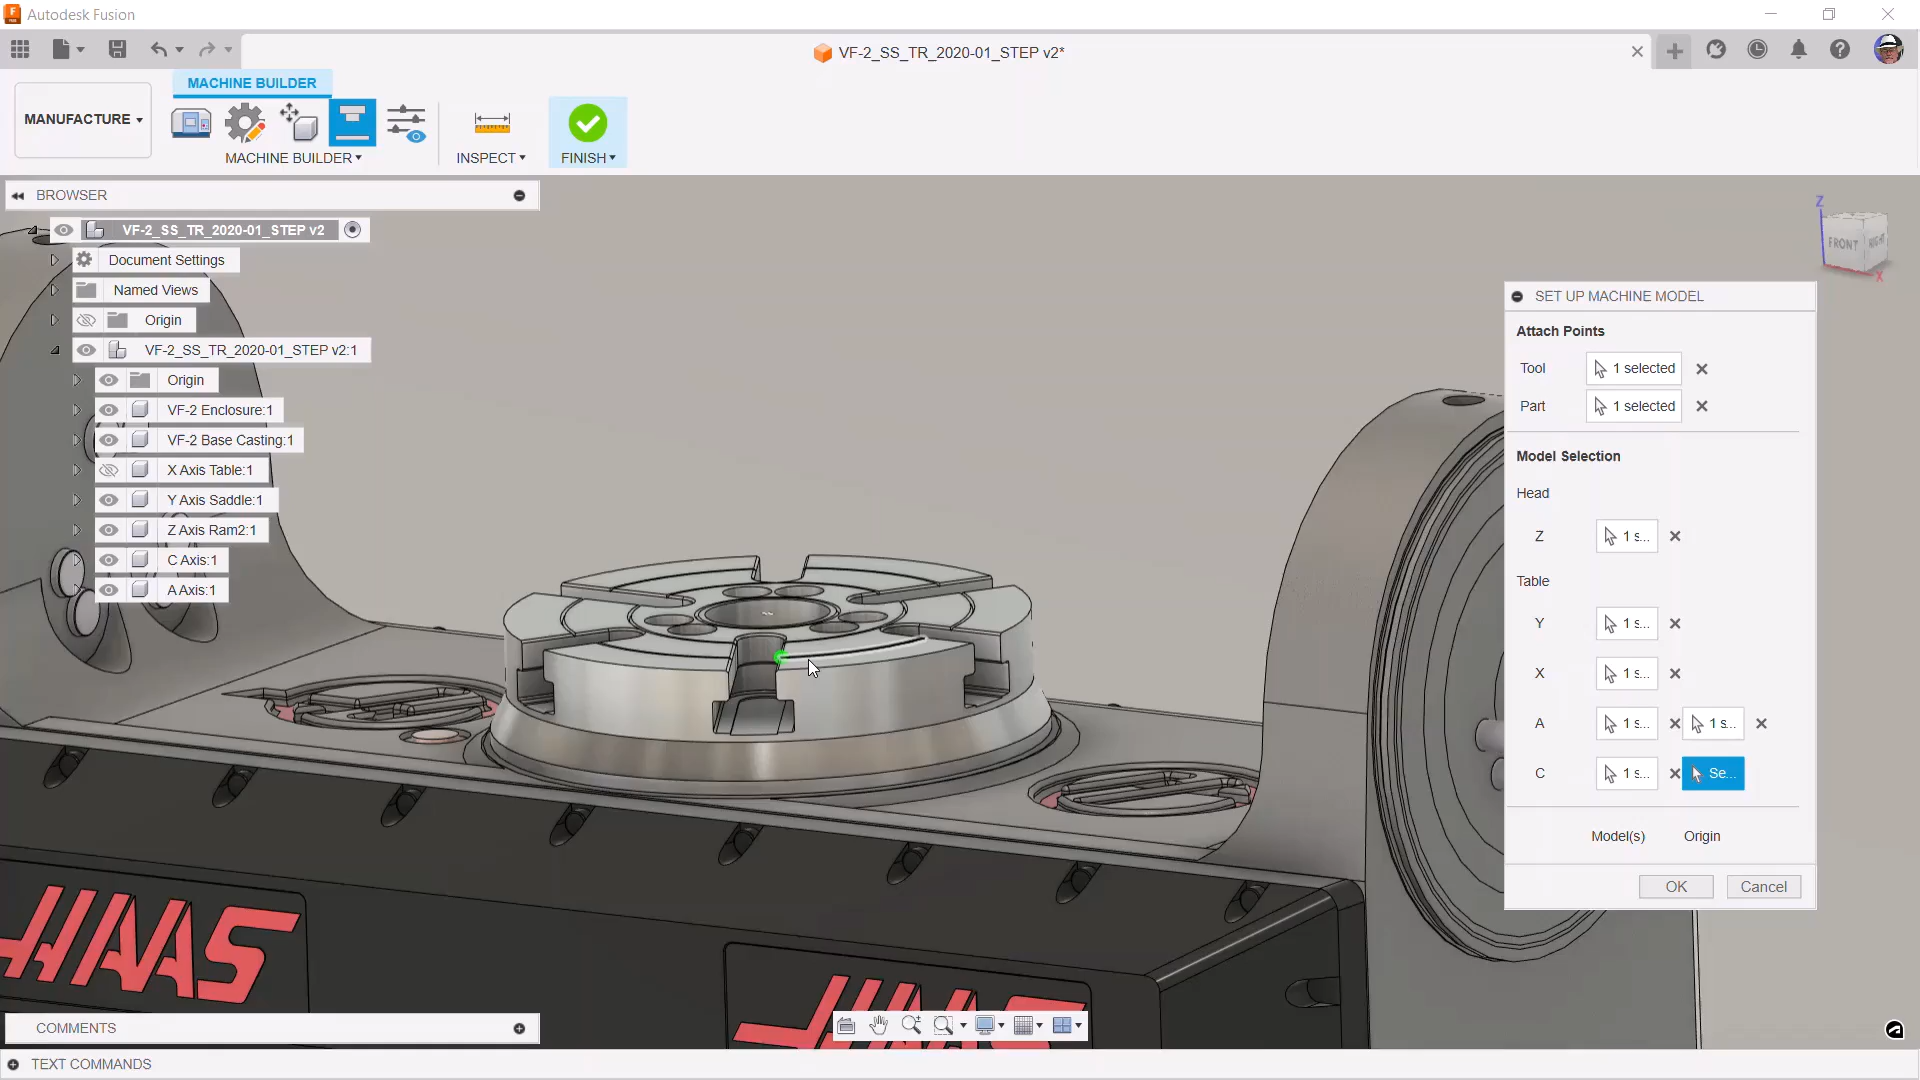 Autodesk Fusion
VF-2_SS_TR_2020-01_STEP v2*
MACHINE BUILDER
MANUFACTURE
MACHINE BUILDER
INSPECT
FINISH
BROWSER
VF-2_SS_TR_2020-01_STEP v2
Document Settings
Named Views
Origin
VF-2_SS_TR_2020-01_STEP v2:1
Origin
VF-2 Enclosure:1
VF-2 Base Casting:1
X Axis Table:1
Y Axis Saddle:1
Z Axis Ram2:1
C Axis:1
A Axis:1
Z
FRONT
RIGHT
X
SET UP MACHINE MODEL
Attach Points
Tool 1 selected
Part 1 selected
Model Selection
Head
Z 1 s...
Table
Y 1 s...
X 1 s...
A 1 s... 1 s...
C 1 s... Se...
Model(s) Origin
OK Cancel
HAAS
HAAS
COMMENTS
TEXT COMMANDS